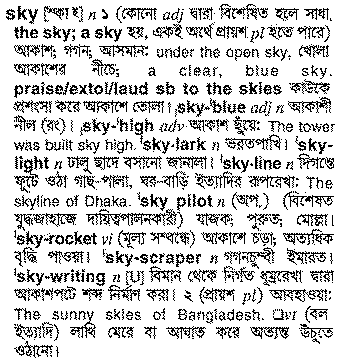 sky [স্কাই] n ১ (কোনো adj দ্বারা বিশেষিত হলে সাধা.
the sky; a sky হয়, একই অর্থে প্রায়শ pl হতে পারে)
আকাশ; গগন; আসমান: under the open sky, খোলা
আকাশের নীচে; a clear, blue sky.
praise/extol/laud sb to the skies কাউকে
প্রশংসা করে আকাশে তোলা। ˌsky-ˈblue adj n আকাশী
নীল (রং)। ˌsky-ˈhigh adv আকাশ ছুঁয়ে: The tower
was built sky high. ˈsky-lark n ভরতপাখি। ˈsky-
light n ঢালু ছাদে বসানো জানালা। ˈsky-line n দিগন্তে
ফুটে ওঠা গাছ-পালা, ঘর-বাড়ি ইত্যাদির রূপরেখা: The
skyline of Dhaka. ˈsky pilot n (অপ.) (বিশেষত
যুদ্ধজাহাজে দায়িত্বপালনকারী) যাজক; পুরুত; মোল্লা।
ˈsky-rocket vi (মূল্য সম্বন্ধে) আকাশে চড়া; অত্যধিক
বৃদ্ধি পাওয়া। ˈsky-scraper n গগনচুম্বী ইমারত।
ˈsky-writing n [U] বিমান থেকে নির্গত ধূম্ররেখা দ্বারা
আকাশপটে শব্দ নির্মাণ করা। ২ (প্রায়শ pl) আবহাওয়া:
The sunny skies of Bangladesh. □vt (বল
ইত্যাদি) লাথি মেরে বা আঘাত করে অত্যন্ত উঁচুতে
ওঠানো।